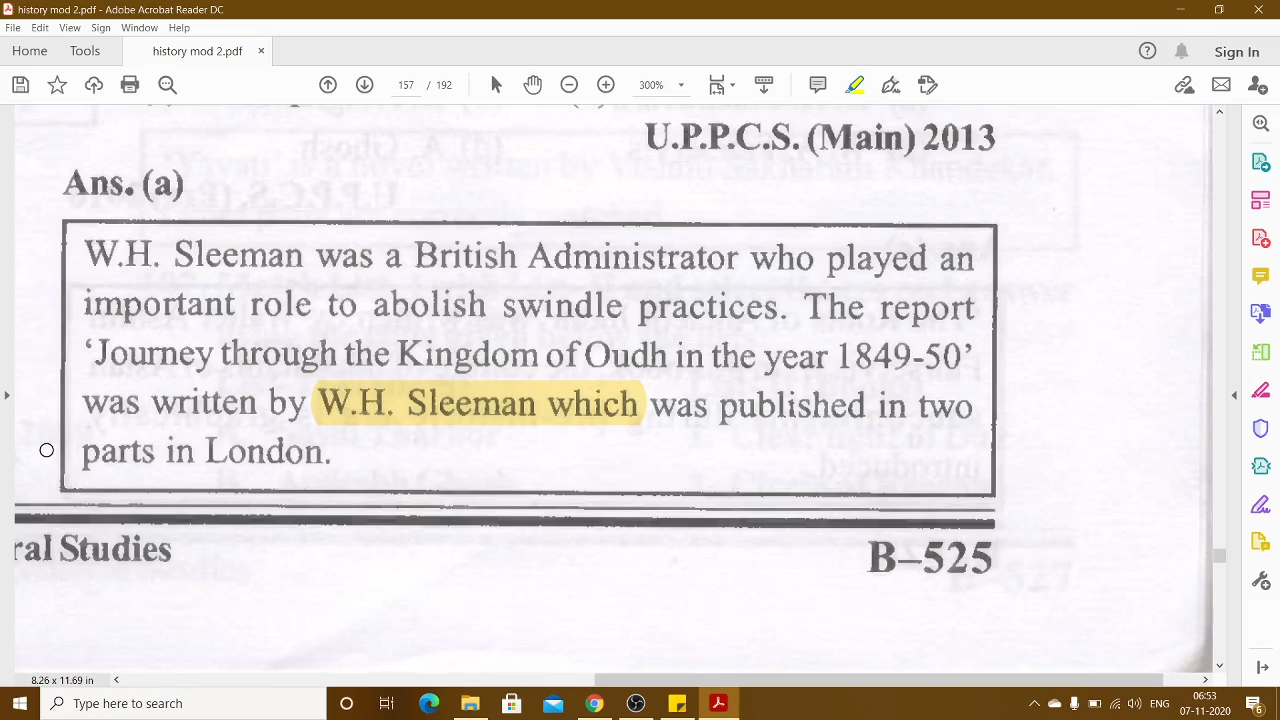 history mod 2.pdf - Adobe Acrobat Reader DC
File Edit View Sign Window Help
Home Tools history mod 2.pdf × Sign In
157 / 192 300%
U.P.P.C.S. (Main) 2013
Ans. (a)
W.H. Sleeman was a British Administrator who played an
important role to abolish swindle practices. The report
‘Journey through the Kingdom of Oudh in the year 1849-50’
was written by W.H. Sleeman which was published in two
parts in London.
ral Studies
B–525
8.26 x 11.69 in
Type here to search
ENG
06:53
07-11-2020
6